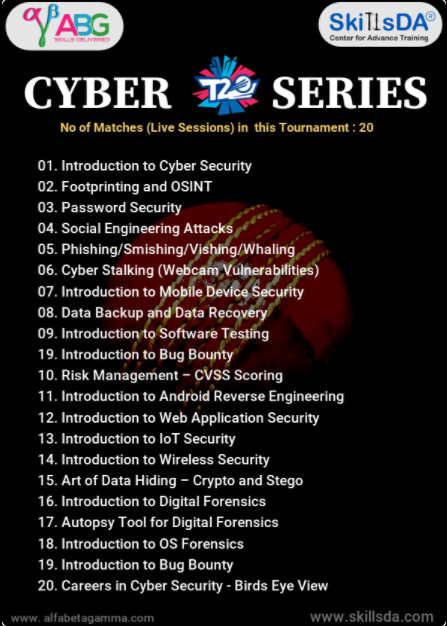 αγβ ABG
SKILLS DELIVERED
SkillsDA®
Center for Advance Training
CYBER T20 SERIES
No of Matches (Live Sessions) in this Tournament : 20
01. Introduction to Cyber Security
02. Footprinting and OSINT
03. Password Security
04. Social Engineering Attacks
05. Phishing/Smishing/Vishing/Whaling
06. Cyber Stalking (Webcam Vulnerabilities)
07. Introduction to Mobile Device Security
08. Data Backup and Data Recovery
09. Introduction to Software Testing
19. Introduction to Bug Bounty
10. Risk Management – CVSS Scoring
11. Introduction to Android Reverse Engineering
12. Introduction to Web Application Security
13. Introduction to IoT Security
14. Introduction to Wireless Security
15. Art of Data Hiding – Crypto and Stego
16. Introduction to Digital Forensics
17. Autopsy Tool for Digital Forensics
18. Introduction to OS Forensics
19. Introduction to Bug Bounty
20. Careers in Cyber Security - Birds Eye View
www. alfabetagamma.com
www.skillsda.com